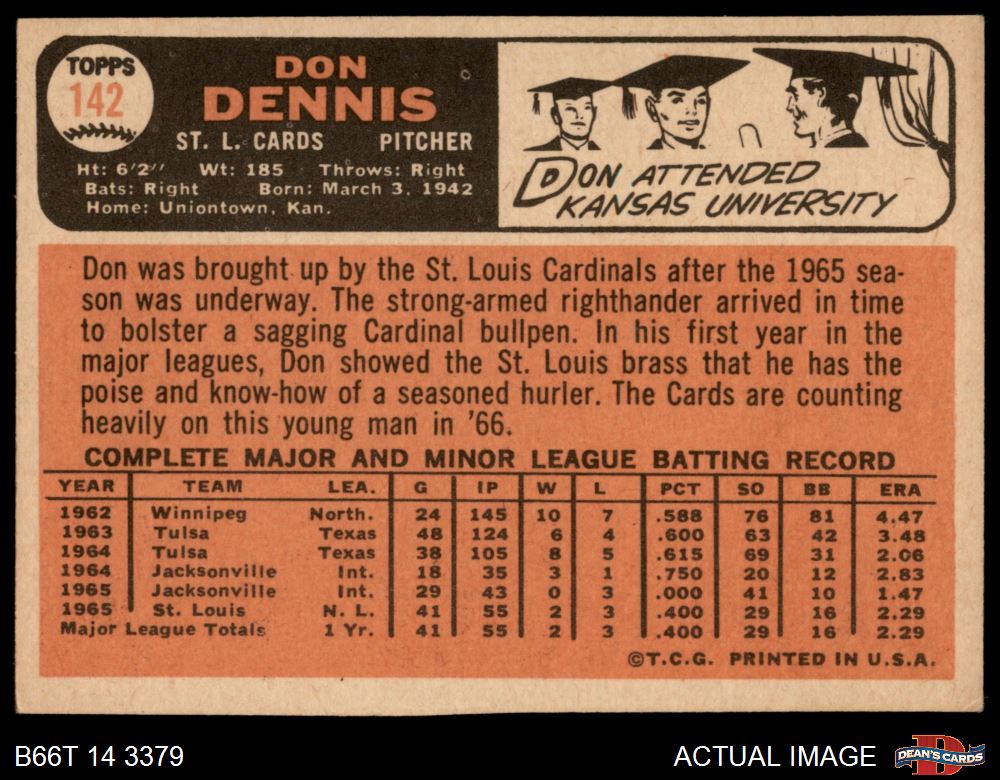 TOPPS
142
DON
DENNIS
ST. L. CARDS PITCHER
Ht: 6'2" Wt: 185 Throws: Right
Bats: Right Born: March 3, 1942
Home: Uniontown, Kan.
DON ATTENDED
KANSAS UNIVERSITY
Don was brought up by the St. Louis Cardinals after the 1965 sea-
son was underway. The strong-armed righthander arrived in time
to bolster a sagging Cardinal bullpen. In his first year in the
major leagues, Don showed the St. Louis brass that he has the
poise and know-how of a seasoned hurler. The Cards are counting
heavily on this young man in '66.
COMPLETE MAJOR AND MINOR LEAGUE BATTING RECORD
YEAR TEAM LEA. G IP W L PCT SO BB ERA
1962 Winnipeg North. 24 145 10 7 .588 76 81 4.47
1963 Tulsa Texas 48 124 6 4 .600 63 42 3.48
1964 Tulsa Texas 38 105 8 5 .615 69 31 2.06
1964 Jacksonville Int. 18 35 3 1 .750 20 12 2.83
1965 Jacksonville Int. 29 43 0 3 .000 41 10 1.47
1965 St. Louis N. L. 41 55 2 3 .400 29 16 2.29
Major League Totals 1 Yr. 41 55 2 3 .400 29 16 2.29
©T.C.G. PRINTED IN U.S.A.
B66T 14 3379
ACTUAL IMAGE
DEAN'S CARDS